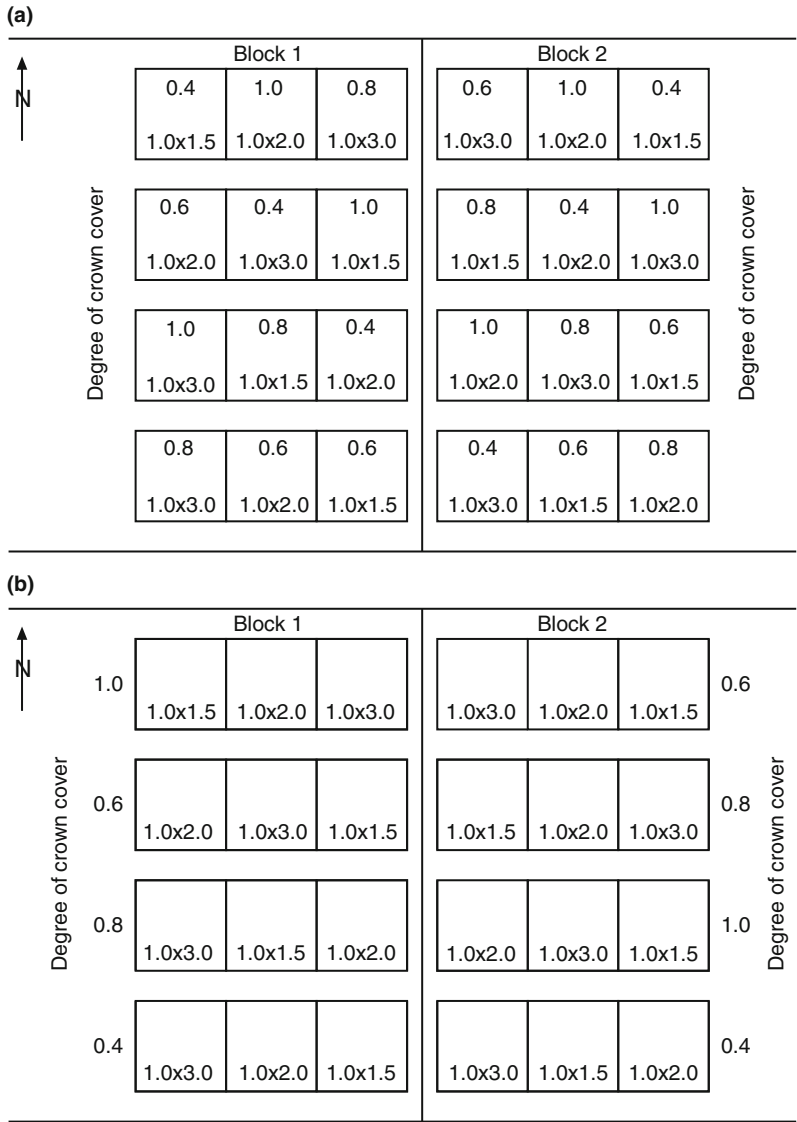 (a)
Block 1 Block 2
N
0.4 1.0 0.8 0.6 1.0 0.4
1.0x1.5 1.0x2.0 1.0x3.0 1.0x3.0 1.0x2.0 1.0x1.5
0.6 0.4 1.0 0.8 0.4 1.0
1.0x2.0 1.0x3.0 1.0x1.5 1.0x1.5 1.0x2.0 1.0x3.0
Degree of crown cover
Degree of crown cover
1.0 0.8 0.4 1.0 0.8 0.6
1.0x3.0 1.0x1.5 1.0x2.0 1.0x2.0 1.0x3.0 1.0x1.5
0.8 0.6 0.6 0.4 0.6 0.8
1.0x3.0 1.0x2.0 1.0x1.5 1.0x3.0 1.0x1.5 1.0x2.0
(b)
Block 1 Block 2
N
1.0 0.6
1.0x1.5 1.0x2.0 1.0x3.0 1.0x3.0 1.0x2.0 1.0x1.5
0.6 0.8
1.0x2.0 1.0x3.0 1.0x1.5 1.0x1.5 1.0x2.0 1.0x3.0
Degree of crown cover
Degree of crown cover
0.8 1.0
1.0x3.0 1.0x1.5 1.0x2.0 1.0x2.0 1.0x3.0 1.0x1.5
0.4 0.4
1.0x3.0 1.0x2.0 1.0x1.5 1.0x3.0 1.0x1.5 1.0x2.0